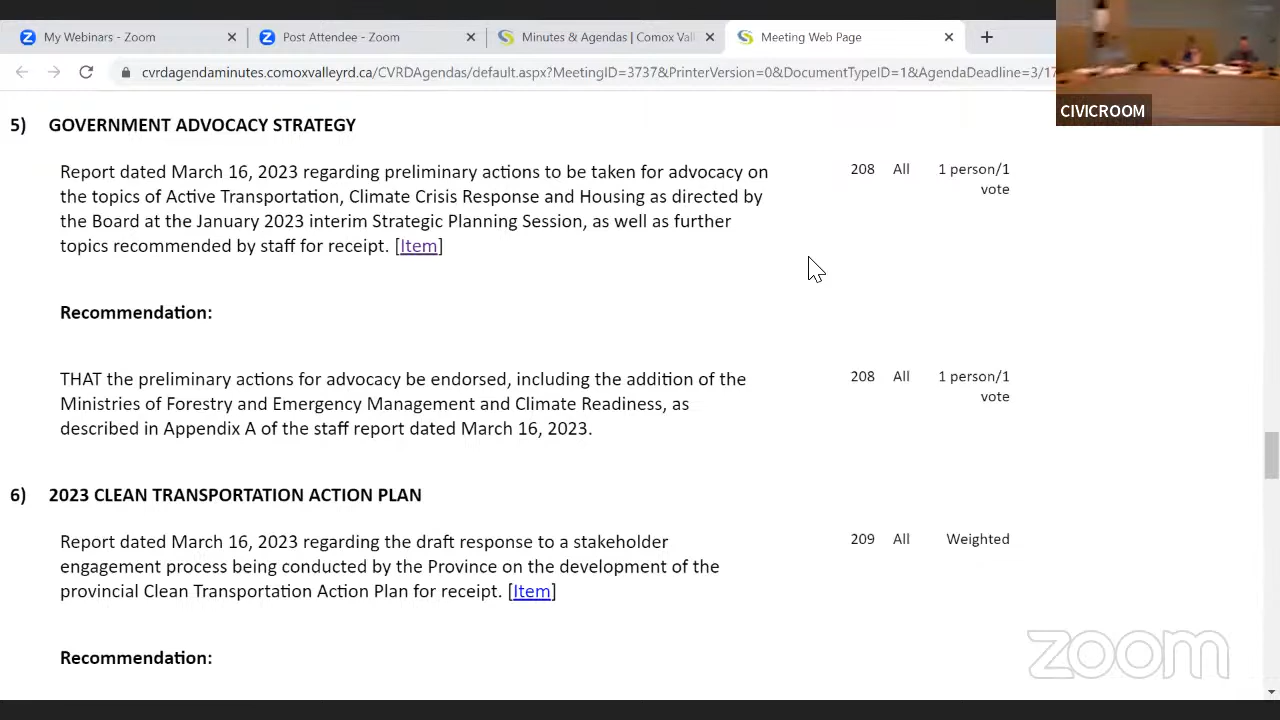 My Webinars - Zoom
Post Attendee - Zoom
Minutes & Agendas | Comox Vall
Meeting Web Page
cvrdagendaminutes.comoxvalleyrd.ca/CVRDAgendas/default.aspx?MeetingID=3737&PrinterVersion=0&DocumentTypeID=1&AgendaDeadline=3/17
CIVICROOM
5) GOVERNMENT ADVOCACY STRATEGY
Report dated March 16, 2023 regarding preliminary actions to be taken for advocacy on 208 All 1 person/1
the topics of Active Transportation, Climate Crisis Response and Housing as directed by vote
the Board at the January 2023 interim Strategic Planning Session, as well as further
topics recommended by staff for receipt. [Item]
Recommendation:
THAT the preliminary actions for advocacy be endorsed, including the addition of the 208 All 1 person/1
Ministries of Forestry and Emergency Management and Climate Readiness, as vote
described in Appendix A of the staff report dated March 16, 2023.
6) 2023 CLEAN TRANSPORTATION ACTION PLAN
Report dated March 16, 2023 regarding the draft response to a stakeholder 209 All Weighted
engagement process being conducted by the Province on the development of the
provincial Clean Transportation Action Plan for receipt. [Item]
Recommendation:
zoom